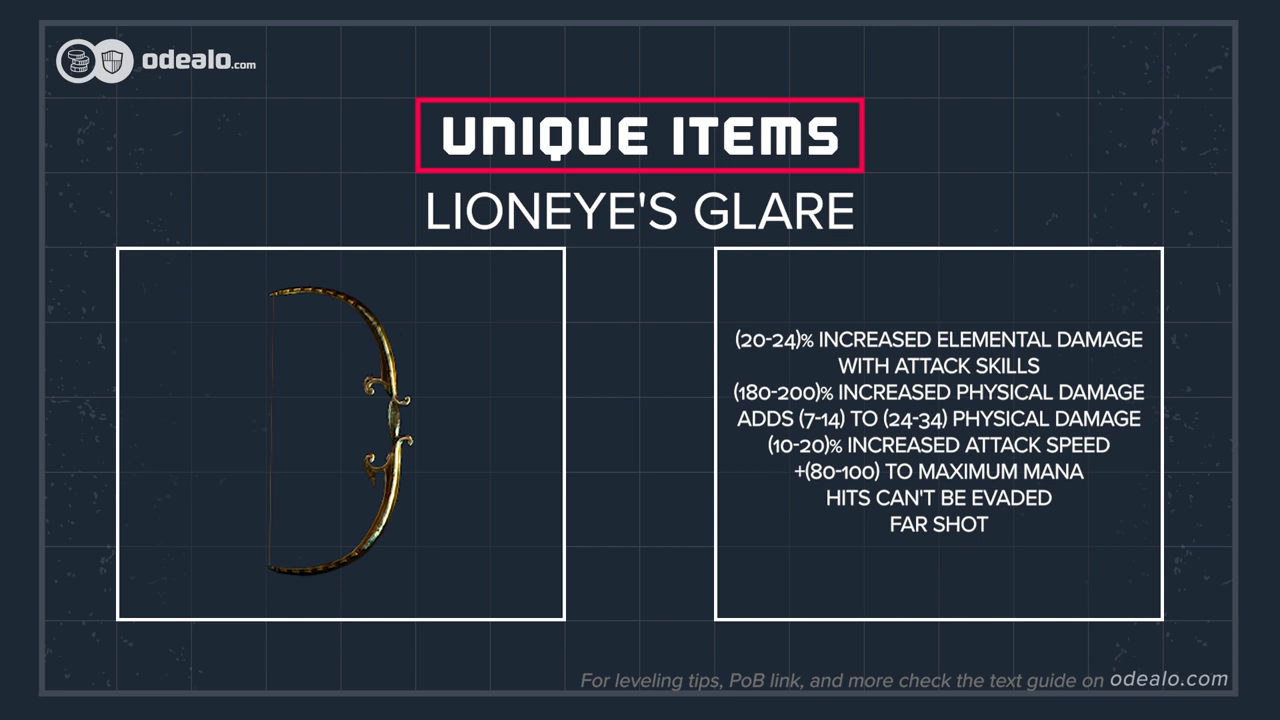 odealo.com
UNIQUE ITEMS
LIONEYE'S GLARE
(20-24)% INCREASED ELEMENTAL DAMAGE
WITH ATTACK SKILLS
(180-200)% INCREASED PHYSICAL DAMAGE
ADDS (7-14) TO (24-34) PHYSICAL DAMAGE
(10-20)% INCREASED ATTACK SPEED
+(80-100) TO MAXIMUM MANA
HITS CAN'T BE EVADED
FAR SHOT
For leveling tips, PoB link, and more check the text guide on odealo.com